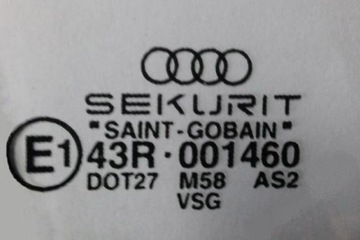 SEKURIT
"SAINT-GOBAIN"
E1 43R·001460
DOT27 M58 AS2
VSG